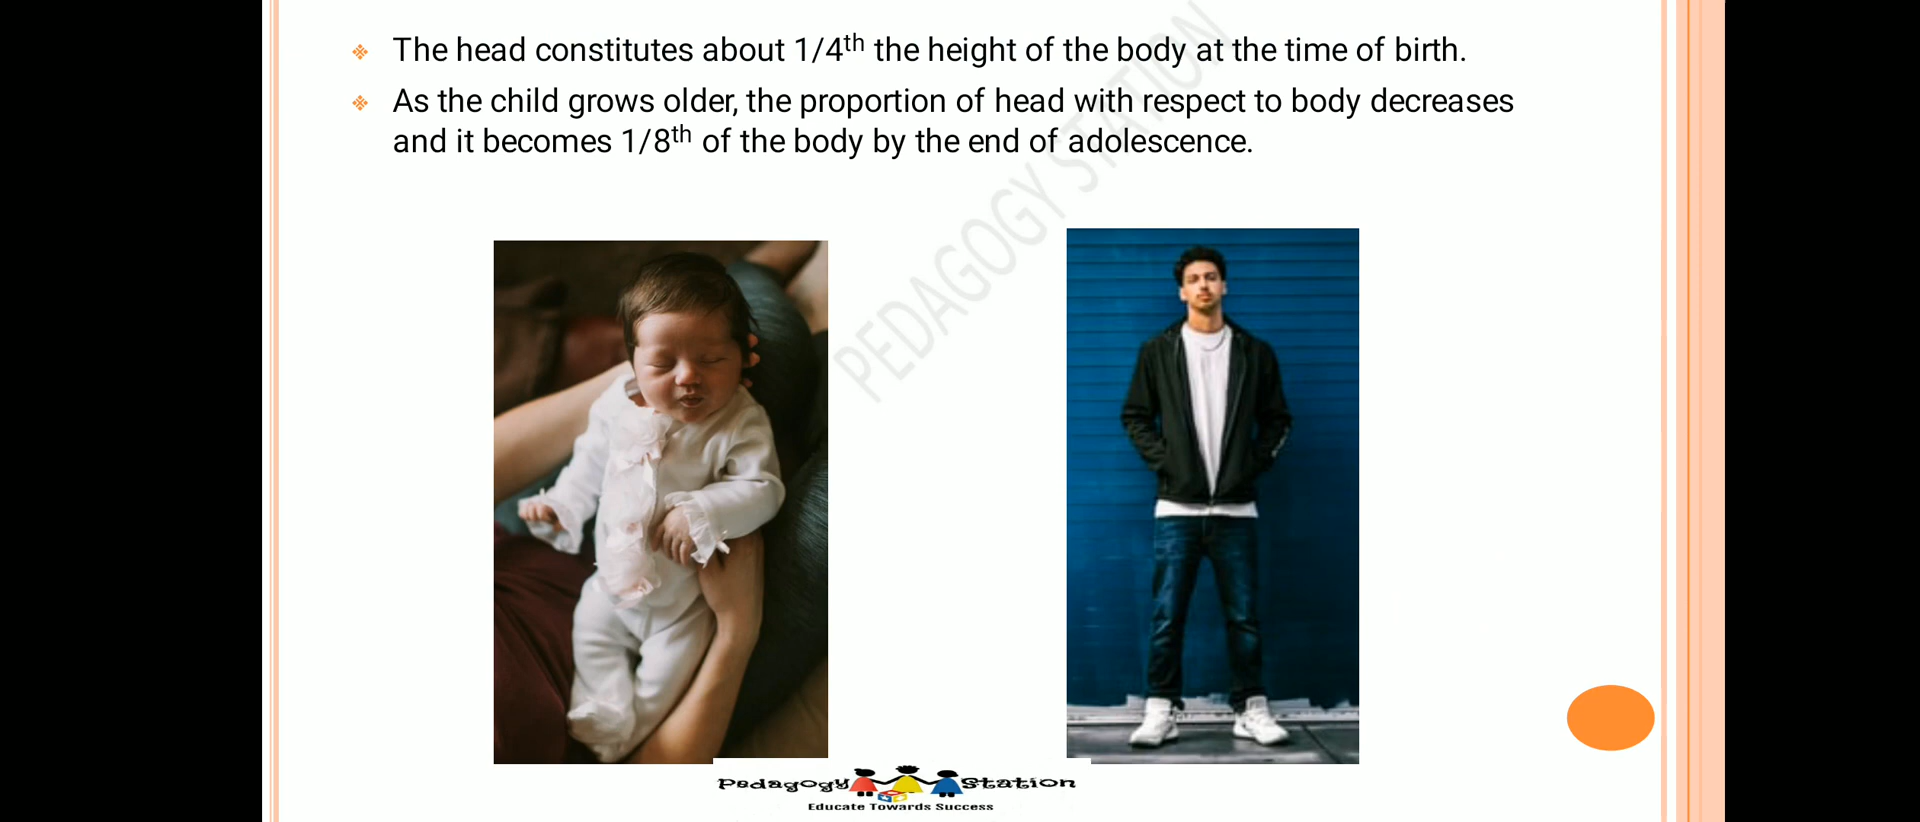 The head constitutes about 1/4th the height of the body at the time of birth.
As the child grows older, the proportion of head with respect to body decreases
and it becomes 1/8th of the body by the end of adolescence.
PEDAGOGY STATION
Pedagogy Station
Educate Towards Success